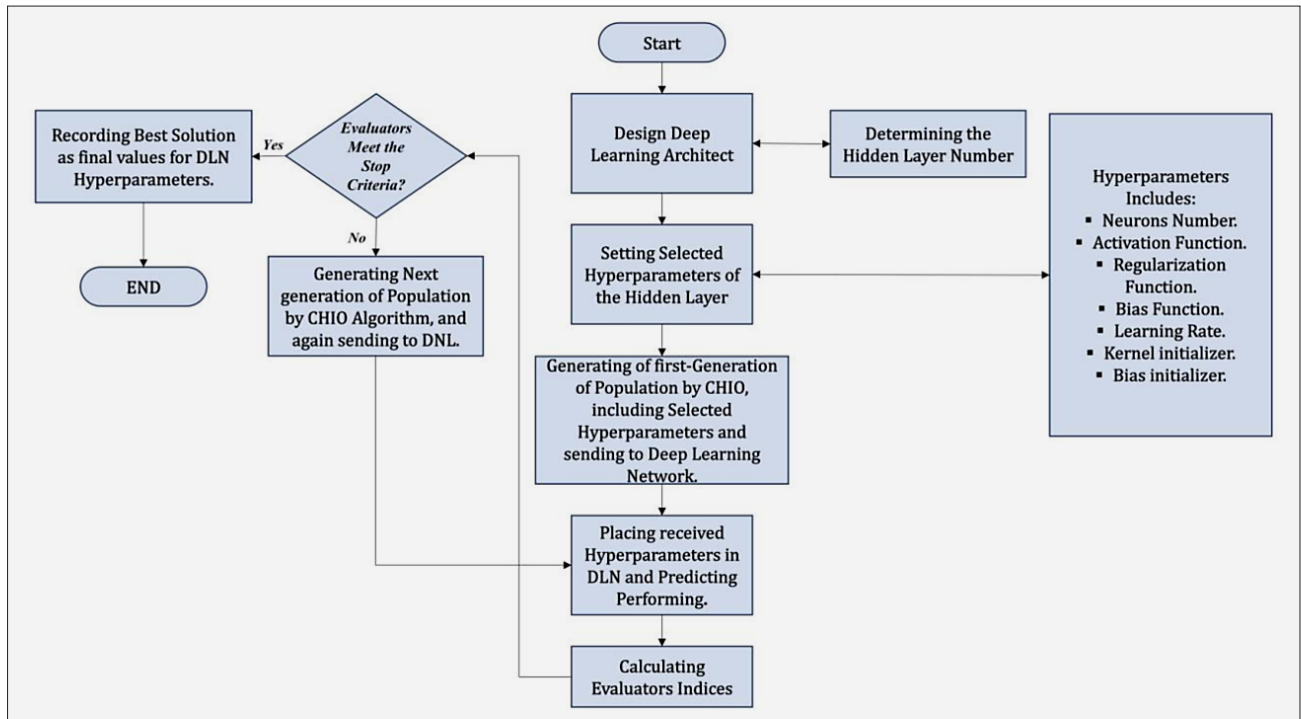 Start
Design Deep
Learning Architect
Determining the
Hidden Layer Number
Setting Selected
Hyperparameters of
the Hidden Layer
Hyperparameters
Includes:
▪ Neurons Number.
▪ Activation Function.
▪ Regularization
Function.
▪ Bias Function.
▪ Learning Rate.
▪ Kernel initializer.
▪ Bias initializer.
Generating of first-Generation
of Population by CHIO,
including Selected
Hyperparameters and
sending to Deep Learning
Network.
Placing received
Hyperparameters in
DLN and Predicting
Performing.
Calculating
Evaluators Indices
Evaluators
Meet the
Stop
Criteria?
Yes
Recording Best Solution
as final values for DLN
Hyperparameters.
END
No
Generating Next
generation of Population
by CHIO Algorithm, and
again sending to DNL.